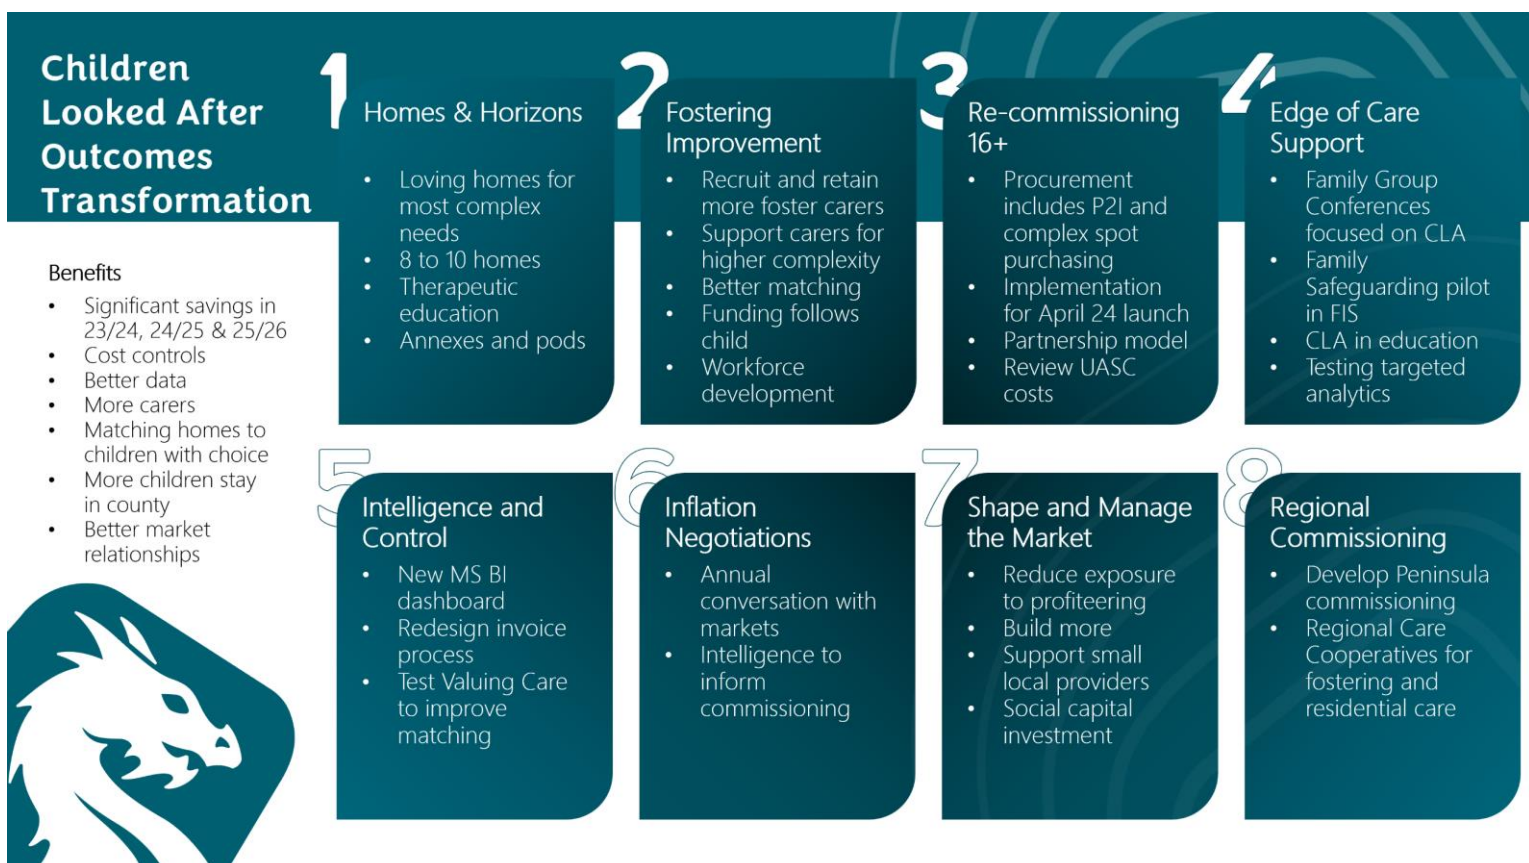 Children
Looked After
Outcomes
Transformation
Benefits
• Significant savings in
23/24, 24/25 & 25/26
• Cost controls
• Better data
• More carers
• Matching homes to
children with choice
• More children stay
in county
• Better market
relationships
1
Homes & Horizons
• Loving homes for
most complex
needs
• 8 to 10 homes
• Therapeutic
education
• Annexes and pods
2
Fostering
Improvement
• Recruit and retain
more foster carers
• Support carers for
higher complexity
• Better matching
• Funding follows
child
• Workforce
development
3
Re-commissioning
16+
• Procurement
includes P2I and
complex spot
purchasing
• Implementation
for April 24 launch
• Partnership model
• Review UASC
costs
4
Edge of Care
Support
• Family Group
Conferences
focused on CLA
• Family
Safeguarding pilot
in FIS
• CLA in education
• Testing targeted
analytics
5
Intelligence and
Control
• New MS BI
dashboard
• Redesign invoice
process
• Test Valuing Care
to improve
matching
6
Inflation
Negotiations
• Annual
conversation with
markets
• Intelligence to
inform
commissioning
7
Shape and Manage
the Market
• Reduce exposure
to profiteering
• Build more
• Support small
local providers
• Social capital
investment
8
Regional
Commissioning
• Develop Peninsula
commissioning
• Regional Care
Cooperatives for
fostering and
residential care